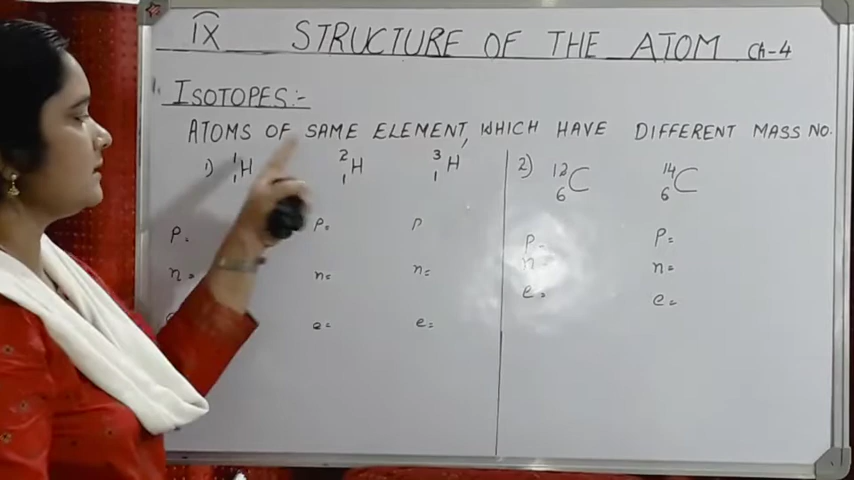 IX STRUCTURE OF THE ATOM Ch-4
ISOTOPES:-
ATOMS OF SAME ELEMENT, WHICH HAVE DIFFERENT MASS NO.
1) ¹₁H ²₁H ³₁H
P= P= P
n= n= n=
e= e=
2) ¹²₆C ¹⁴₆C
P= P=
n= n=
e= e=